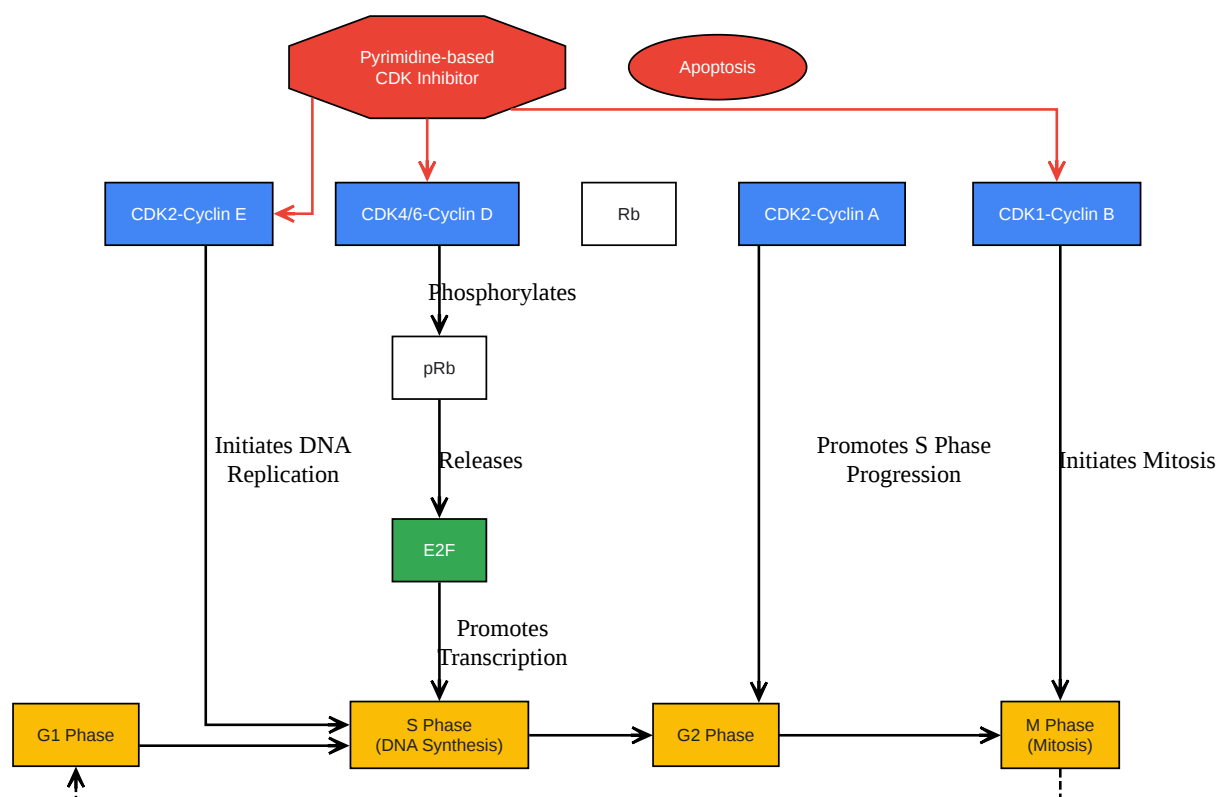 Pyrimidine-based
CDK Inhibitor
Apoptosis
CDK2-Cyclin E
CDK4/6-Cyclin D
Rb
CDK2-Cyclin A
CDK1-Cyclin B
Phosphorylates
pRb
Initiates DNA
Replication
Releases
Promotes S Phase
Progression
Initiates Mitosis
E2F
Promotes
Transcription
G1 Phase
S Phase
(DNA Synthesis)
G2 Phase
M Phase
(Mitosis)